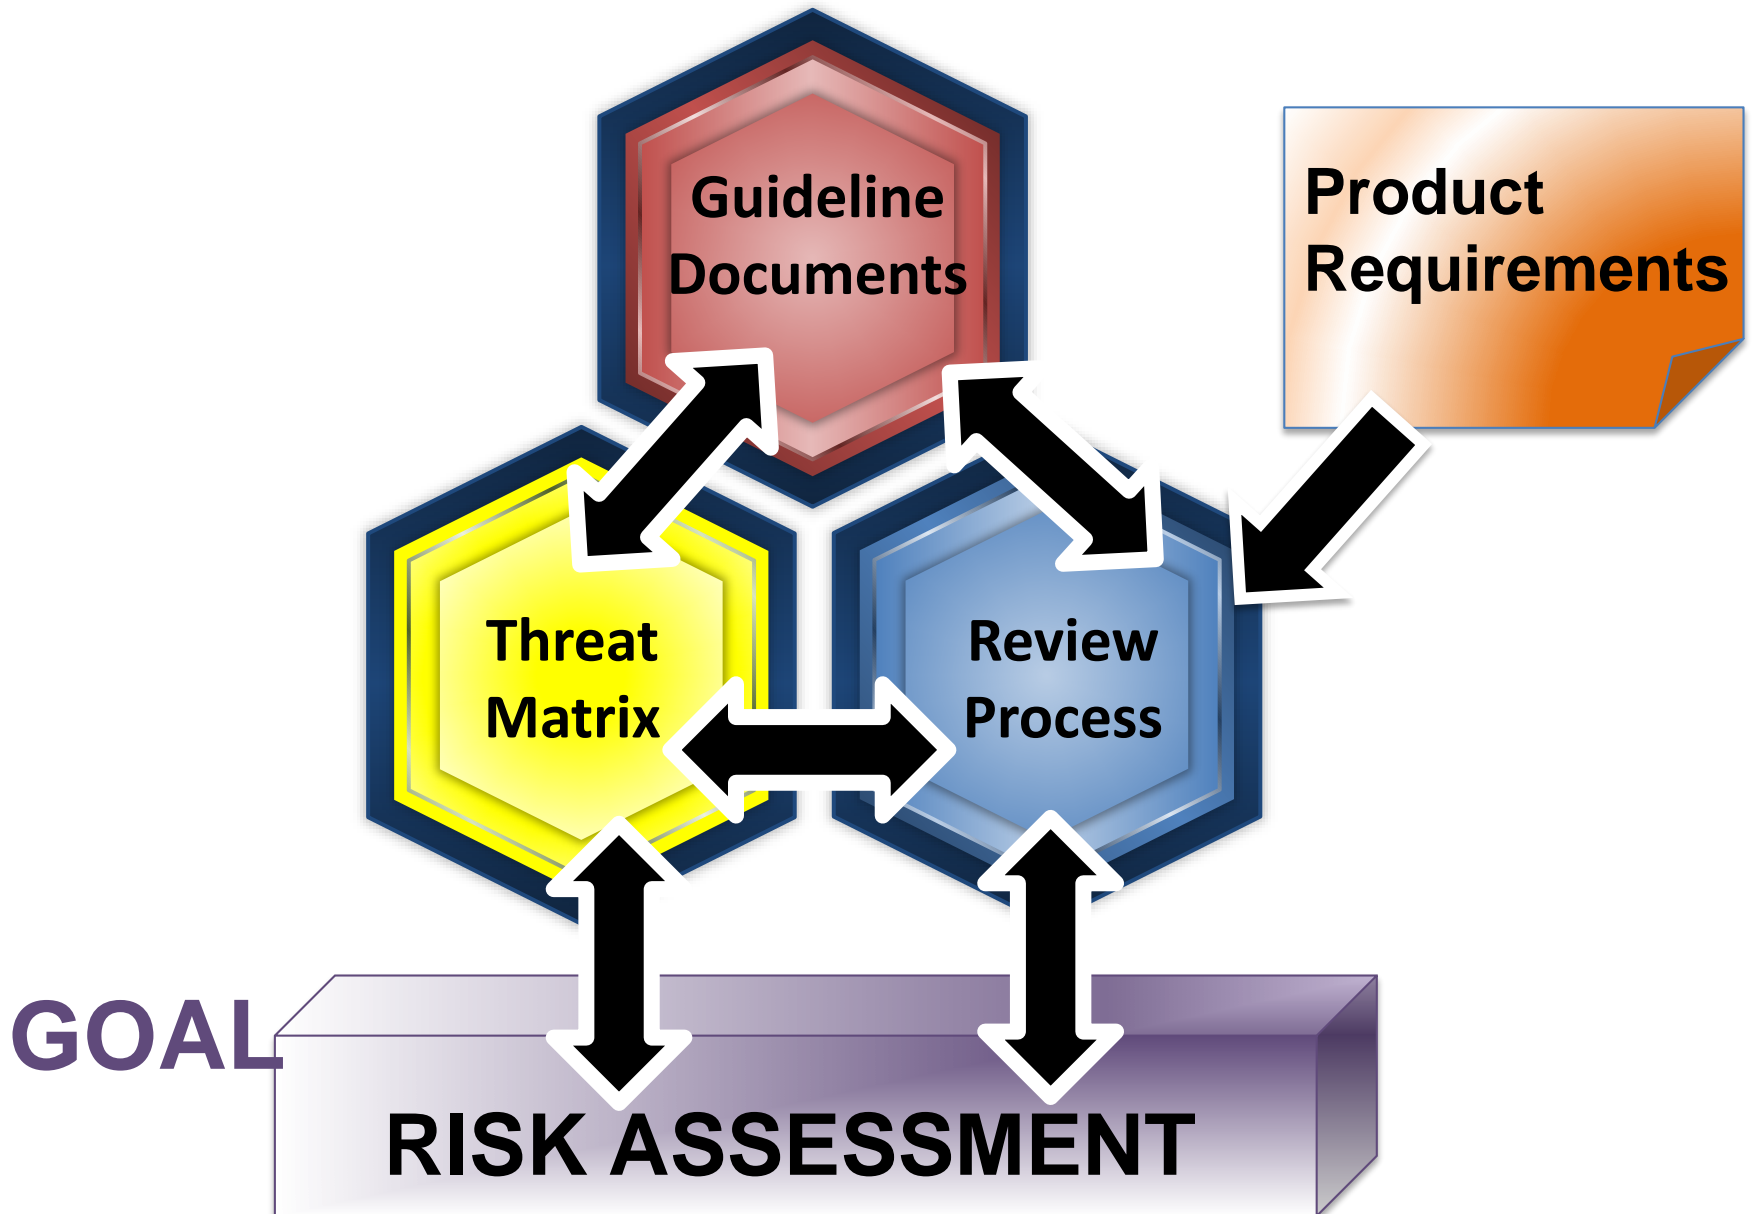 Guideline
Documents
Product
Requirements
Threat
Matrix
Review
Process
GOAL
RISK ASSESSMENT